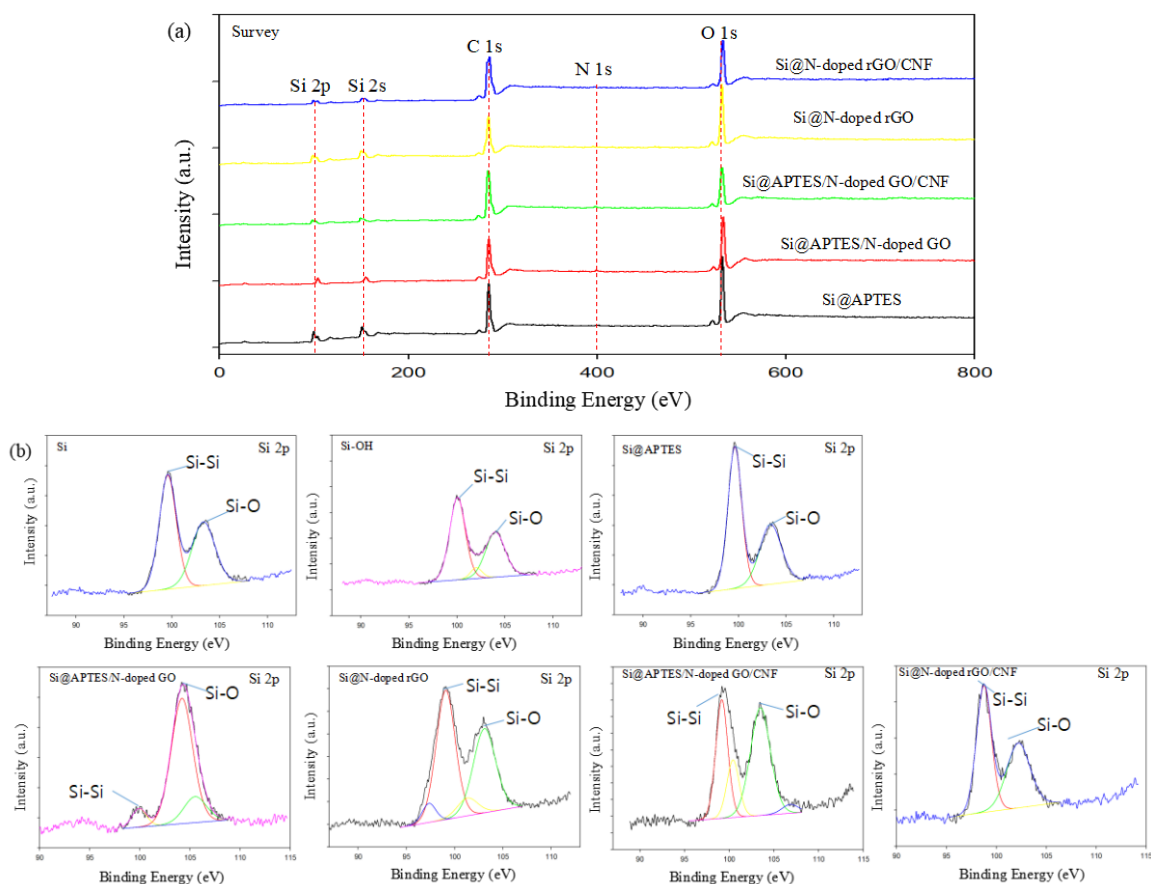 (a)
Survey
C 1s
O 1s
N 1s
Si 2p
Si 2s
Si@N-doped rGO/CNF
Si@N-doped rGO
Si@APTES/N-doped GO/CNF
Si@APTES/N-doped GO
Si@APTES
Intensity (a.u.)
0 200 400 600 800
Binding Energy (eV)
(b)
Si Si 2p
Si-Si
Si-O
Intensity (a.u.)
90 95 100 105 110
Binding Energy (eV)
Si-OH Si 2p
Si-Si
Si-O
Intensity (a.u.)
90 95 100 105 110
Binding Energy (eV)
Si@APTES Si 2p
Si-Si
Si-O
Intensity (a.u.)
90 95 100 105 110
Binding Energy (eV)
Si@APTES/N-doped GO Si 2p
Si-O
Si-Si
Intensity (a.u.)
90 95 100 105 110 115
Binding Energy (eV)
Si@N-doped rGO Si 2p
Si-Si
Si-O
Intensity (a.u.)
90 95 100 105 110
Binding Energy (eV)
Si@APTES/N-doped GO/CNF Si 2p
Si-Si
Si-O
Intensity (a.u.)
90 95 100 105 110 115
Binding Energy (eV)
Si@N-doped rGO/CNF Si 2p
Si-Si
Si-O
Intensity (a.u.)
90 95 100 105 110 115
Binding Energy (eV)